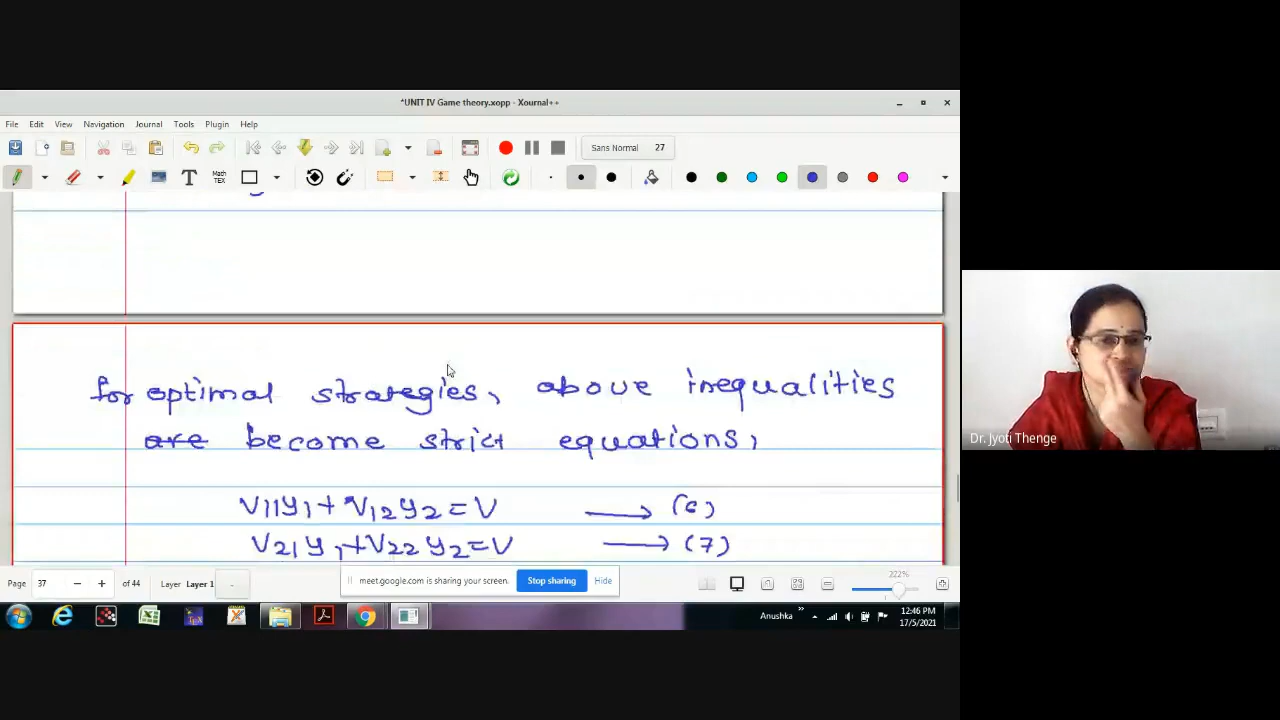 *UNIT IV Game theory.xopp - Xournal++
File Edit View Navigation Journal Tools Plugin Help
Sans Normal 27
T Math TEX
for optimal strategies, above inequalities
are become strict equations,
V11y1 + V12y2 = V → (6)
V21y1 + V22y2 = V → (7)
Dr. Jyoti Thenge
Page 37 of 44 Layer Layer 1
meet.google.com is sharing your screen. Stop sharing Hide
222%
Anushka
12:46 PM
17/5/2021